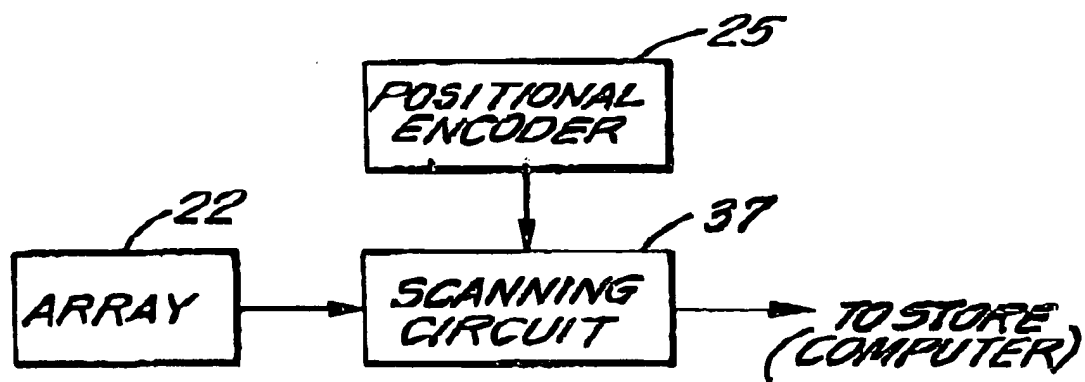 25
POSITIONAL
ENCODER
22
37
ARRAY
SCANNING
CIRCUIT
TO STORE
(COMPUTER)